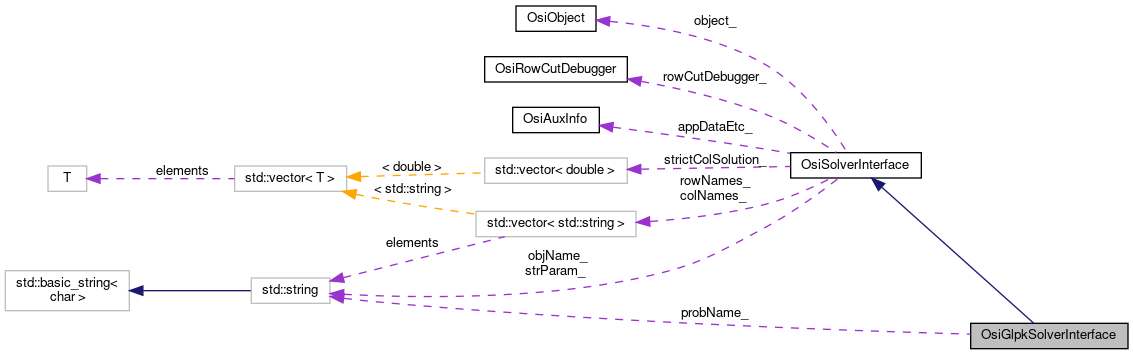 OsiObject
object_
OsiRowCutDebugger
rowCutDebugger_
OsiAuxInfo
appDataEtc_
OsiSolverInterface
T
elements
std::vector< T >
< double >
< std::string >
std::vector< double >
strictColSolution_
rowNames_
colNames_
std::vector< std::string >
elements
objName_
strParam_
std::basic_string<
char >
std::string
probName_
OsiGlpkSolverInterface